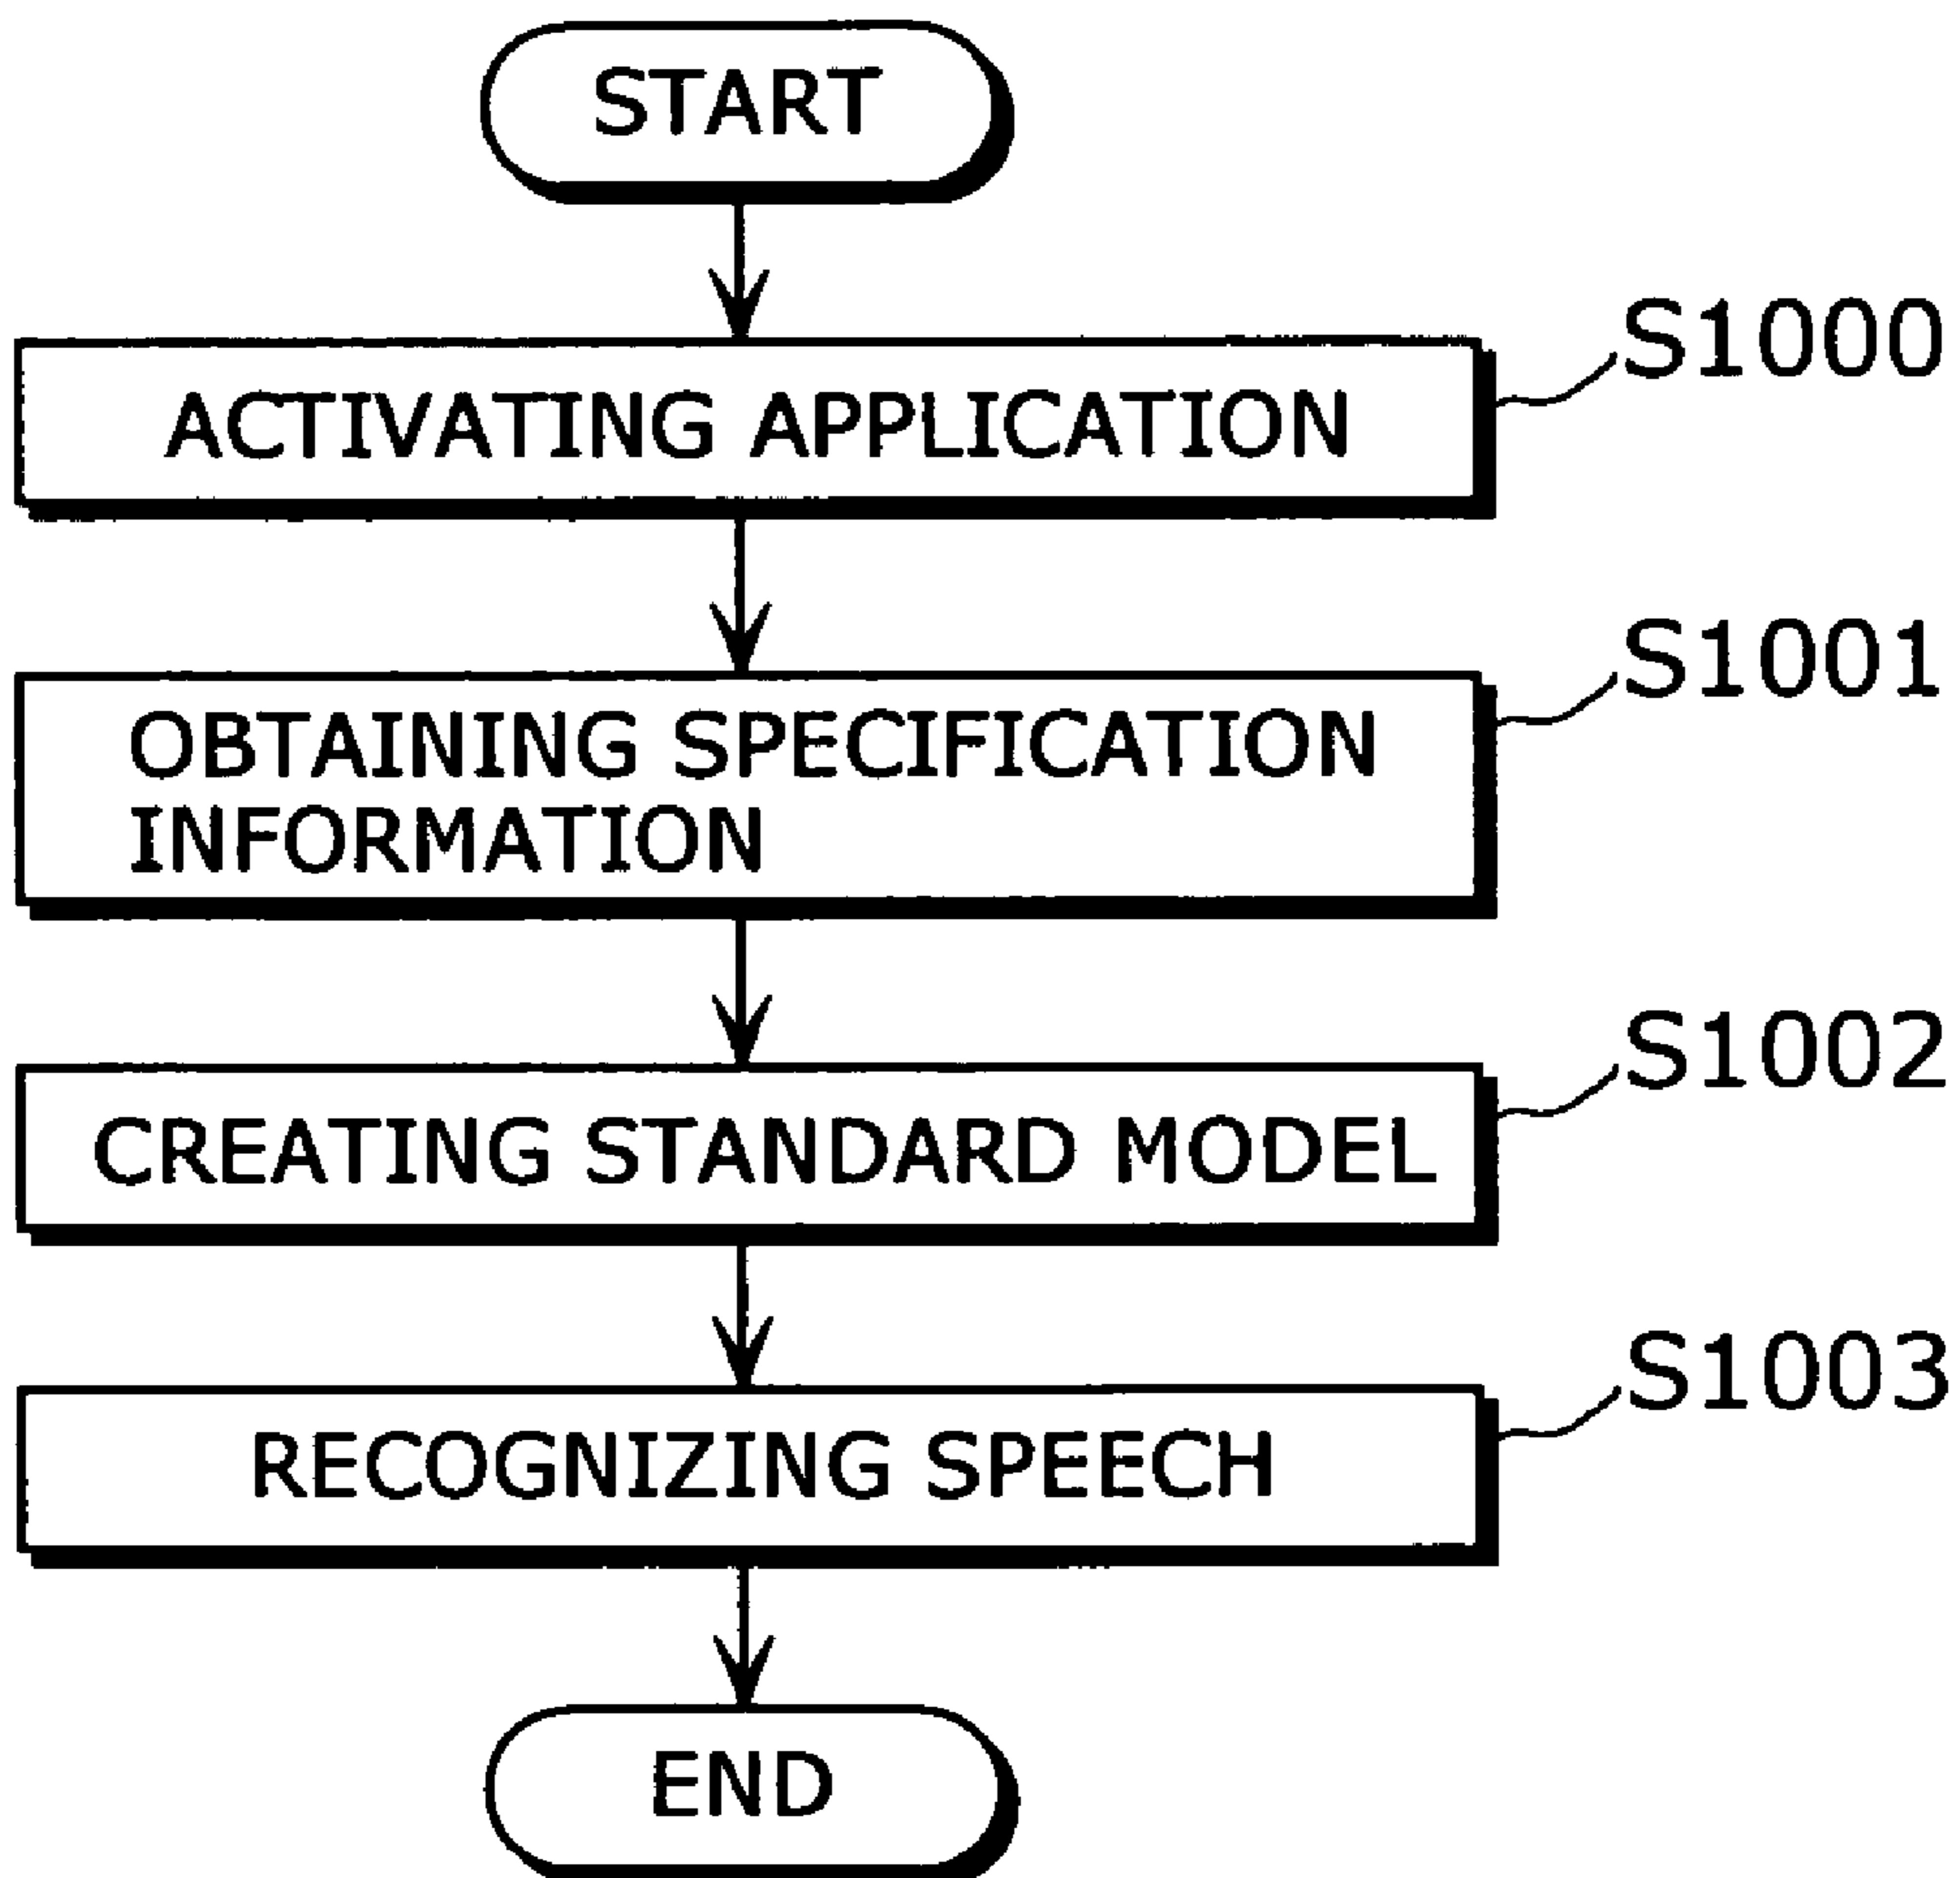 START
ACTIVATING APPLICATION
S1000
OBTAINING SPECIFICATION
INFORMATION
S1001
CREATING STANDARD MODEL
S1002
RECOGNIZING SPEECH
S1003
END